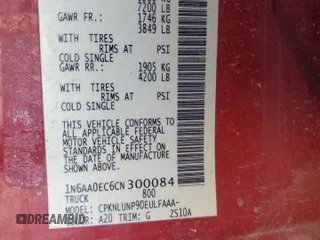 7200 LB
GAWR FR.: 1746 KG
3849 LB
WITH TIRES
RIMS AT PSI
COLD SINGLE
GAWR RR.: 1905 KG
4200 LB
WITH TIRES
RIMS AT PSI
COLD SINGLE
THIS VEHICLE CONFORMS TO
ALL APPLICABLE FEDERAL
MOTOR VEHICLE SAFETY
STANDARDS IN EFFECT ON THE
DATE OF MANUFACTURE
SHOWN ABOVE.
1N6AA0EC6CN300084
TRUCK 800
MODEL: CPKNLUNP90EULFAAA-
COLOR: A20 TRIM: G ZS10A
DREAMBID